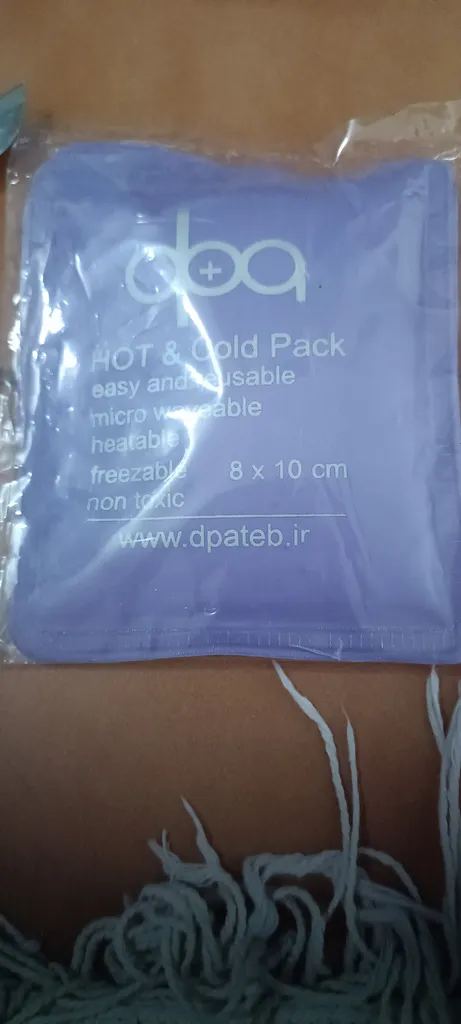 dpa
HOT & Cold Pack
easy and reusable
micro waveable
heatable
freezable 8 x 10 cm
non toxic
www.dpateb.ir